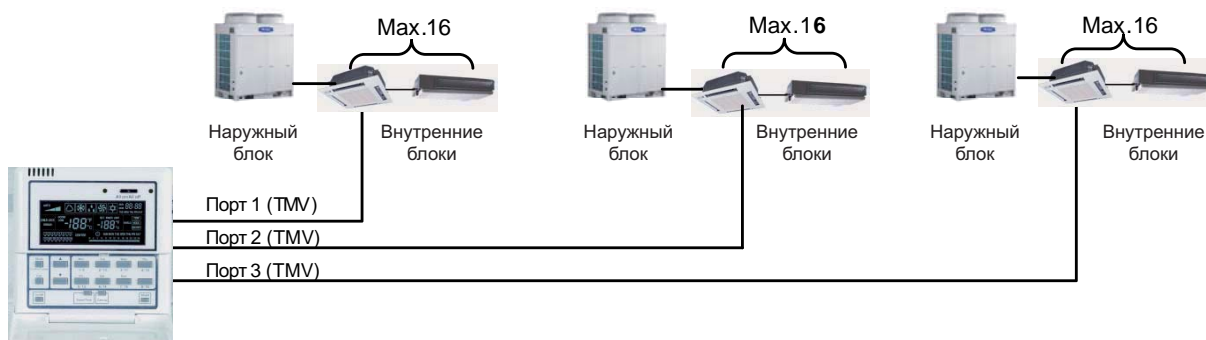 Max.16
Max.16
Max.16
Наружный
блок
Внутренние
блоки
Наружный
блок
Внутренние
блоки
Наружный
блок
Внутренние
блоки
Порт 1 (TMV)
Порт 2 (TMV)
Порт 3 (TMV)